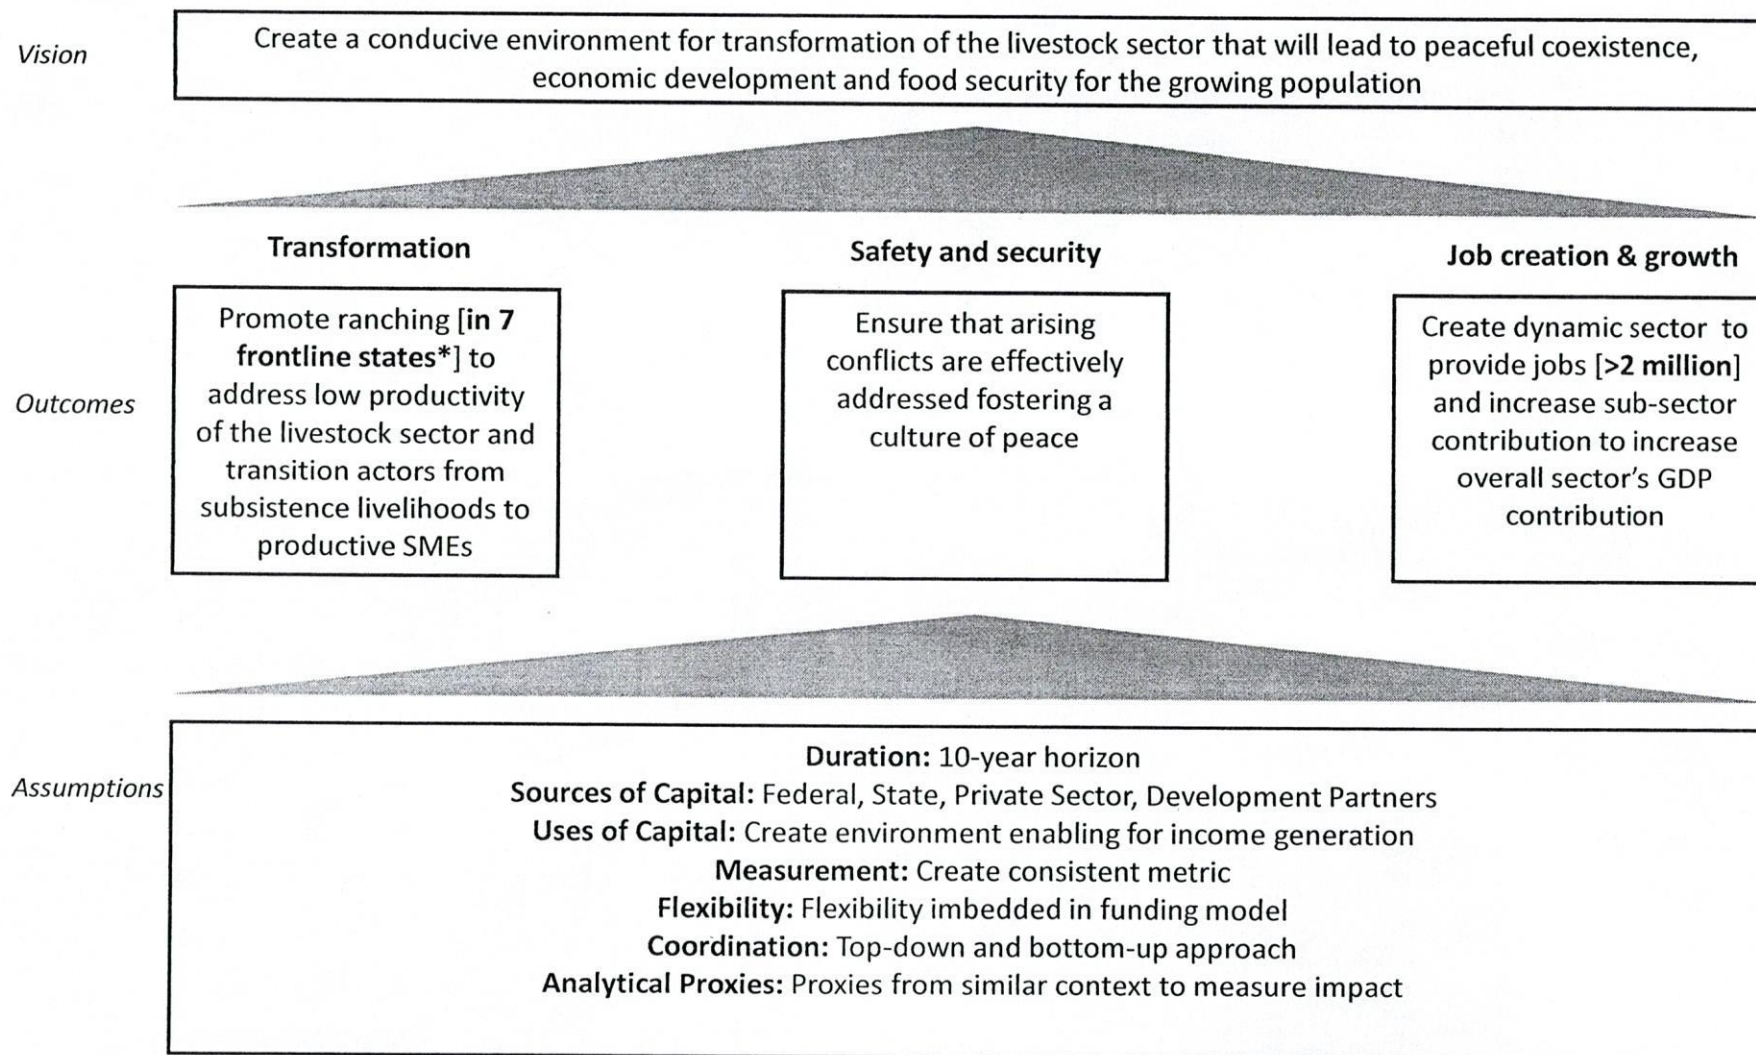 Vision
Create a conducive environment for transformation of the livestock sector that will lead to peaceful coexistence,
economic development and food security for the growing population
Transformation
Safety and security
Job creation & growth
Outcomes
Promote ranching [in 7
frontline states*] to
address low productivity
of the livestock sector and
transition actors from
subsistence livelihoods to
productive SMEs
Ensure that arising
conflicts are effectively
addressed fostering a
culture of peace
Create dynamic sector to
provide jobs [>2 million]
and increase sub-sector
contribution to increase
overall sector's GDP
contribution
Assumptions
Duration: 10-year horizon
Sources of Capital: Federal, State, Private Sector, Development Partners
Uses of Capital: Create environment enabling for income generation
Measurement: Create consistent metric
Flexibility: Flexibility imbedded in funding model
Coordination: Top-down and bottom-up approach
Analytical Proxies: Proxies from similar context to measure impact